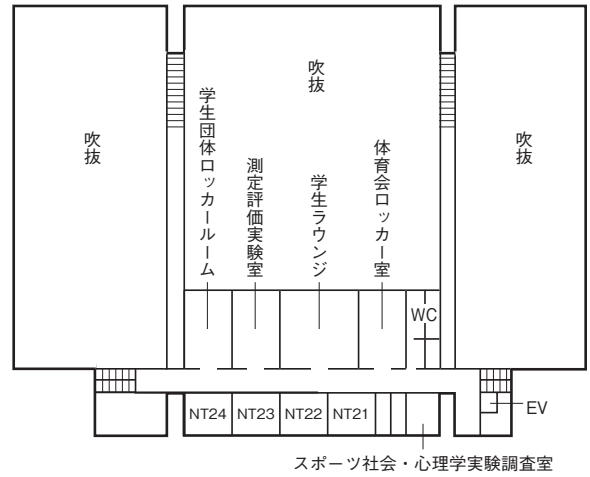 吹抜
吹抜
吹抜
学生団体ロッカールーム
測定評価実験室
学生ラウンジ
体育会ロッカー室
WC
NT24
NT23
NT22
NT21
EV
スポーツ社会・心理学実験調査室